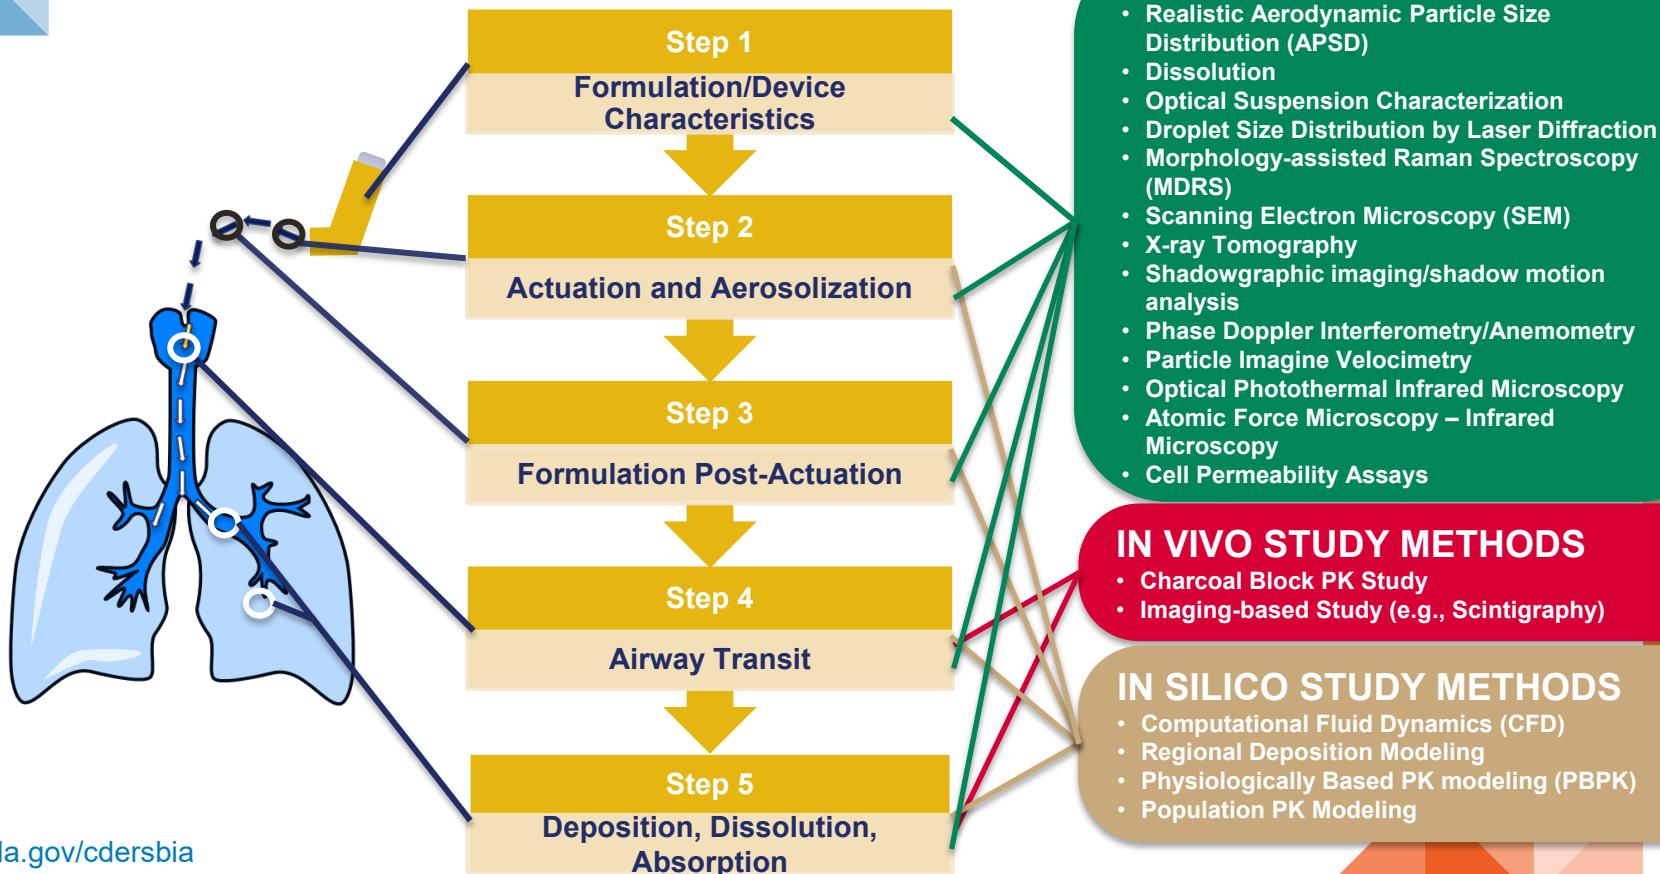 Step 1
Formulation/Device
Characteristics
Step 2
Actuation and Aerosolization
Step 3
Formulation Post-Actuation
Step 4
Airway Transit
Step 5
Deposition, Dissolution,
Absorption
• Realistic Aerodynamic Particle Size
Distribution (APSD)
• Dissolution
• Optical Suspension Characterization
• Droplet Size Distribution by Laser Diffraction
• Morphology-assisted Raman Spectroscopy
(MDRS)
• Scanning Electron Microscopy (SEM)
• X-ray Tomography
• Shadowgraphic imaging/shadow motion
analysis
• Phase Doppler Interferometry/Anemometry
• Particle Imagine Velocimetry
• Optical Photothermal Infrared Microscopy
• Atomic Force Microscopy – Infrared
Microscopy
• Cell Permeability Assays
IN VIVO STUDY METHODS
• Charcoal Block PK Study
• Imaging-based Study (e.g., Scintigraphy)
IN SILICO STUDY METHODS
• Computational Fluid Dynamics (CFD)
• Regional Deposition Modeling
• Physiologically Based PK modeling (PBPK)
• Population PK Modeling
la.gov/cdersbia